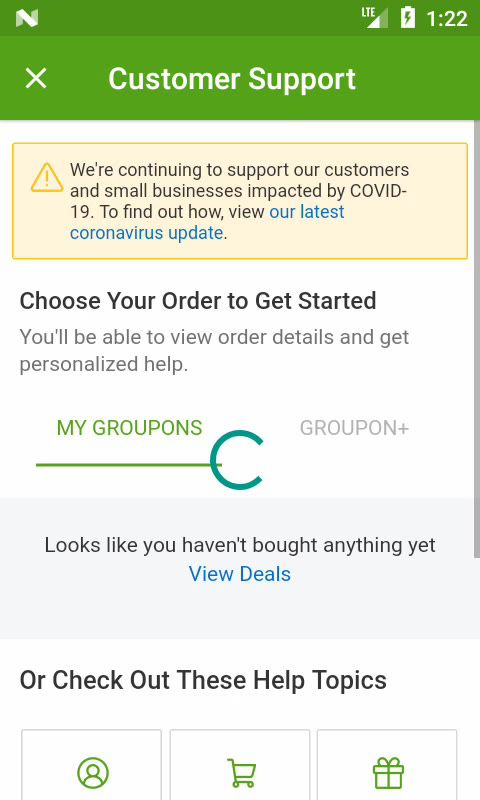 LTE 1:22
Customer Support
We're continuing to support our customers
and small businesses impacted by COVID-
19. To find out how, view our latest
coronavirus update.
Choose Your Order to Get Started
You'll be able to view order details and get
personalized help.
MY GROUPONS GROUPON+
Looks like you haven't bought anything yet
View Deals
Or Check Out These Help Topics